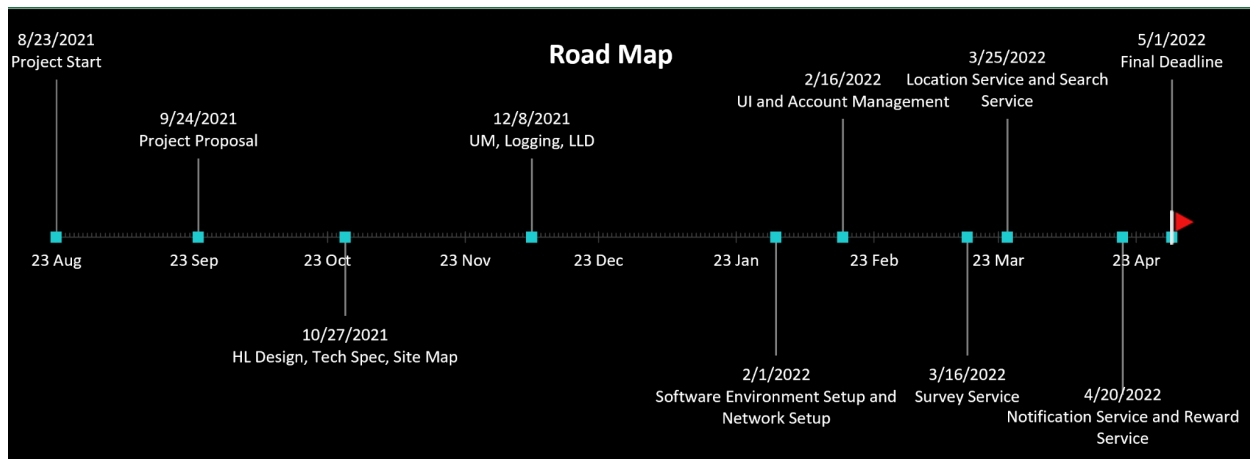 Road Map
8/23/2021
Project Start
9/24/2021
Project Proposal
10/27/2021
HL Design, Tech Spec, Site Map
12/8/2021
UM, Logging, LLD
2/1/2022
Software Environment Setup and
Network Setup
2/16/2022
UI and Account Management
3/16/2022
Survey Service
3/25/2022
Location Service and Search
Service
4/20/2022
Notification Service and Reward
Service
5/1/2022
Final Deadline
23 Aug
23 Sep
23 Oct
23 Nov
23 Dec
23 Jan
23 Feb
23 Mar
23 Apr